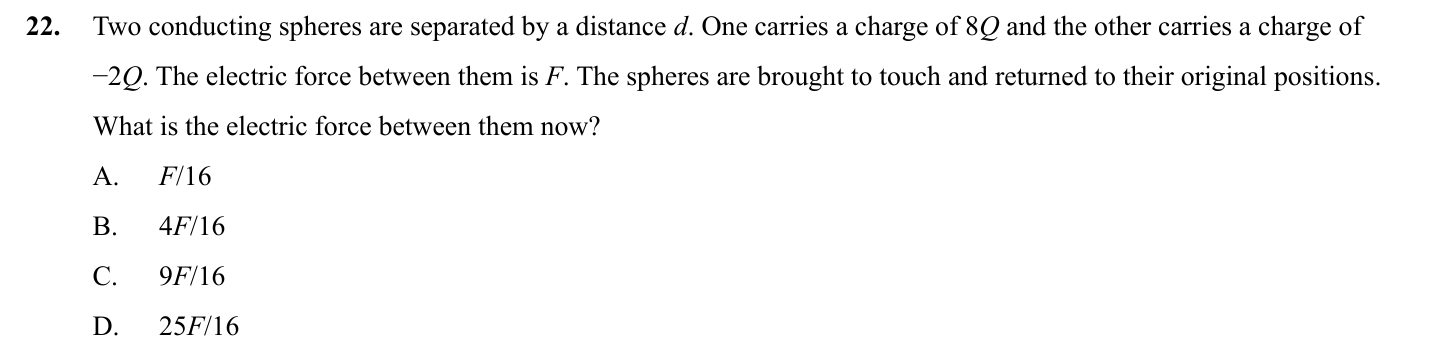 22. Two conducting spheres are separated by a distance d. One carries a charge of 8Q and the other carries a charge of
−2Q. The electric force between them is F. The spheres are brought to touch and returned to their original positions.
What is the electric force between them now?
A. F/16
B. 4F/16
C. 9F/16
D. 25F/16